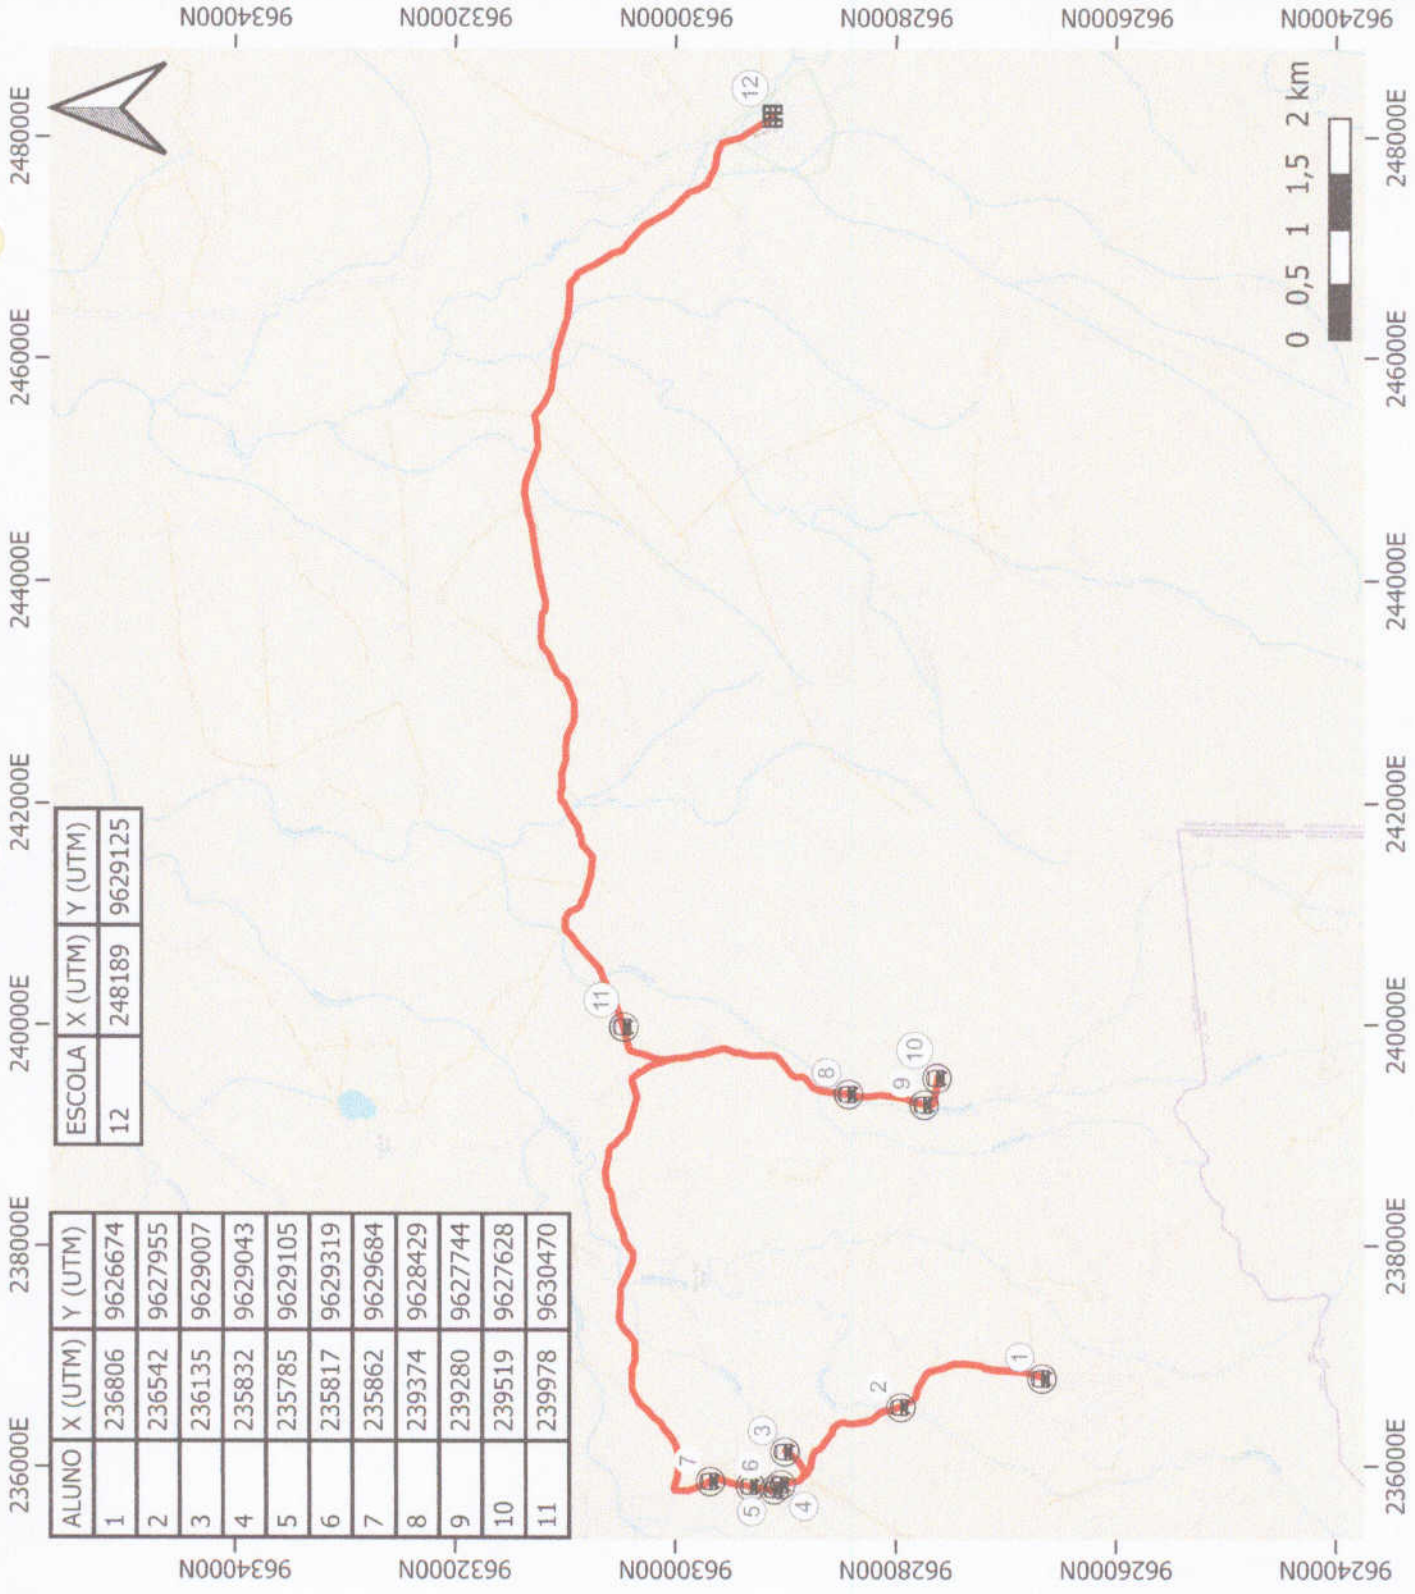 236000E 238000E 240000E 242000E 244000E 246000E 248000E
9634000N 9634000N
9632000N 9632000N
9630000N 9630000N
9628000N 9628000N
9626000N 9626000N
9624000N 9624000N
ALUNO X (UTM) Y (UTM)
1 236806 9626674
2 236542 9627955
3 236135 9629007
4 235832 9629043
5 235785 9629105
6 235817 9629319
7 235862 9629684
8 239374 9628429
9 239280 9627744
10 239519 9627628
11 239978 9630470
ESCOLA X (UTM) Y (UTM)
12 248189 9629125
11
12
7
6
5
3
4
2
1
8
9
10
0 0,5 1 1,5 2 km
236000E 238000E 240000E 242000E 244000E 246000E 248000E